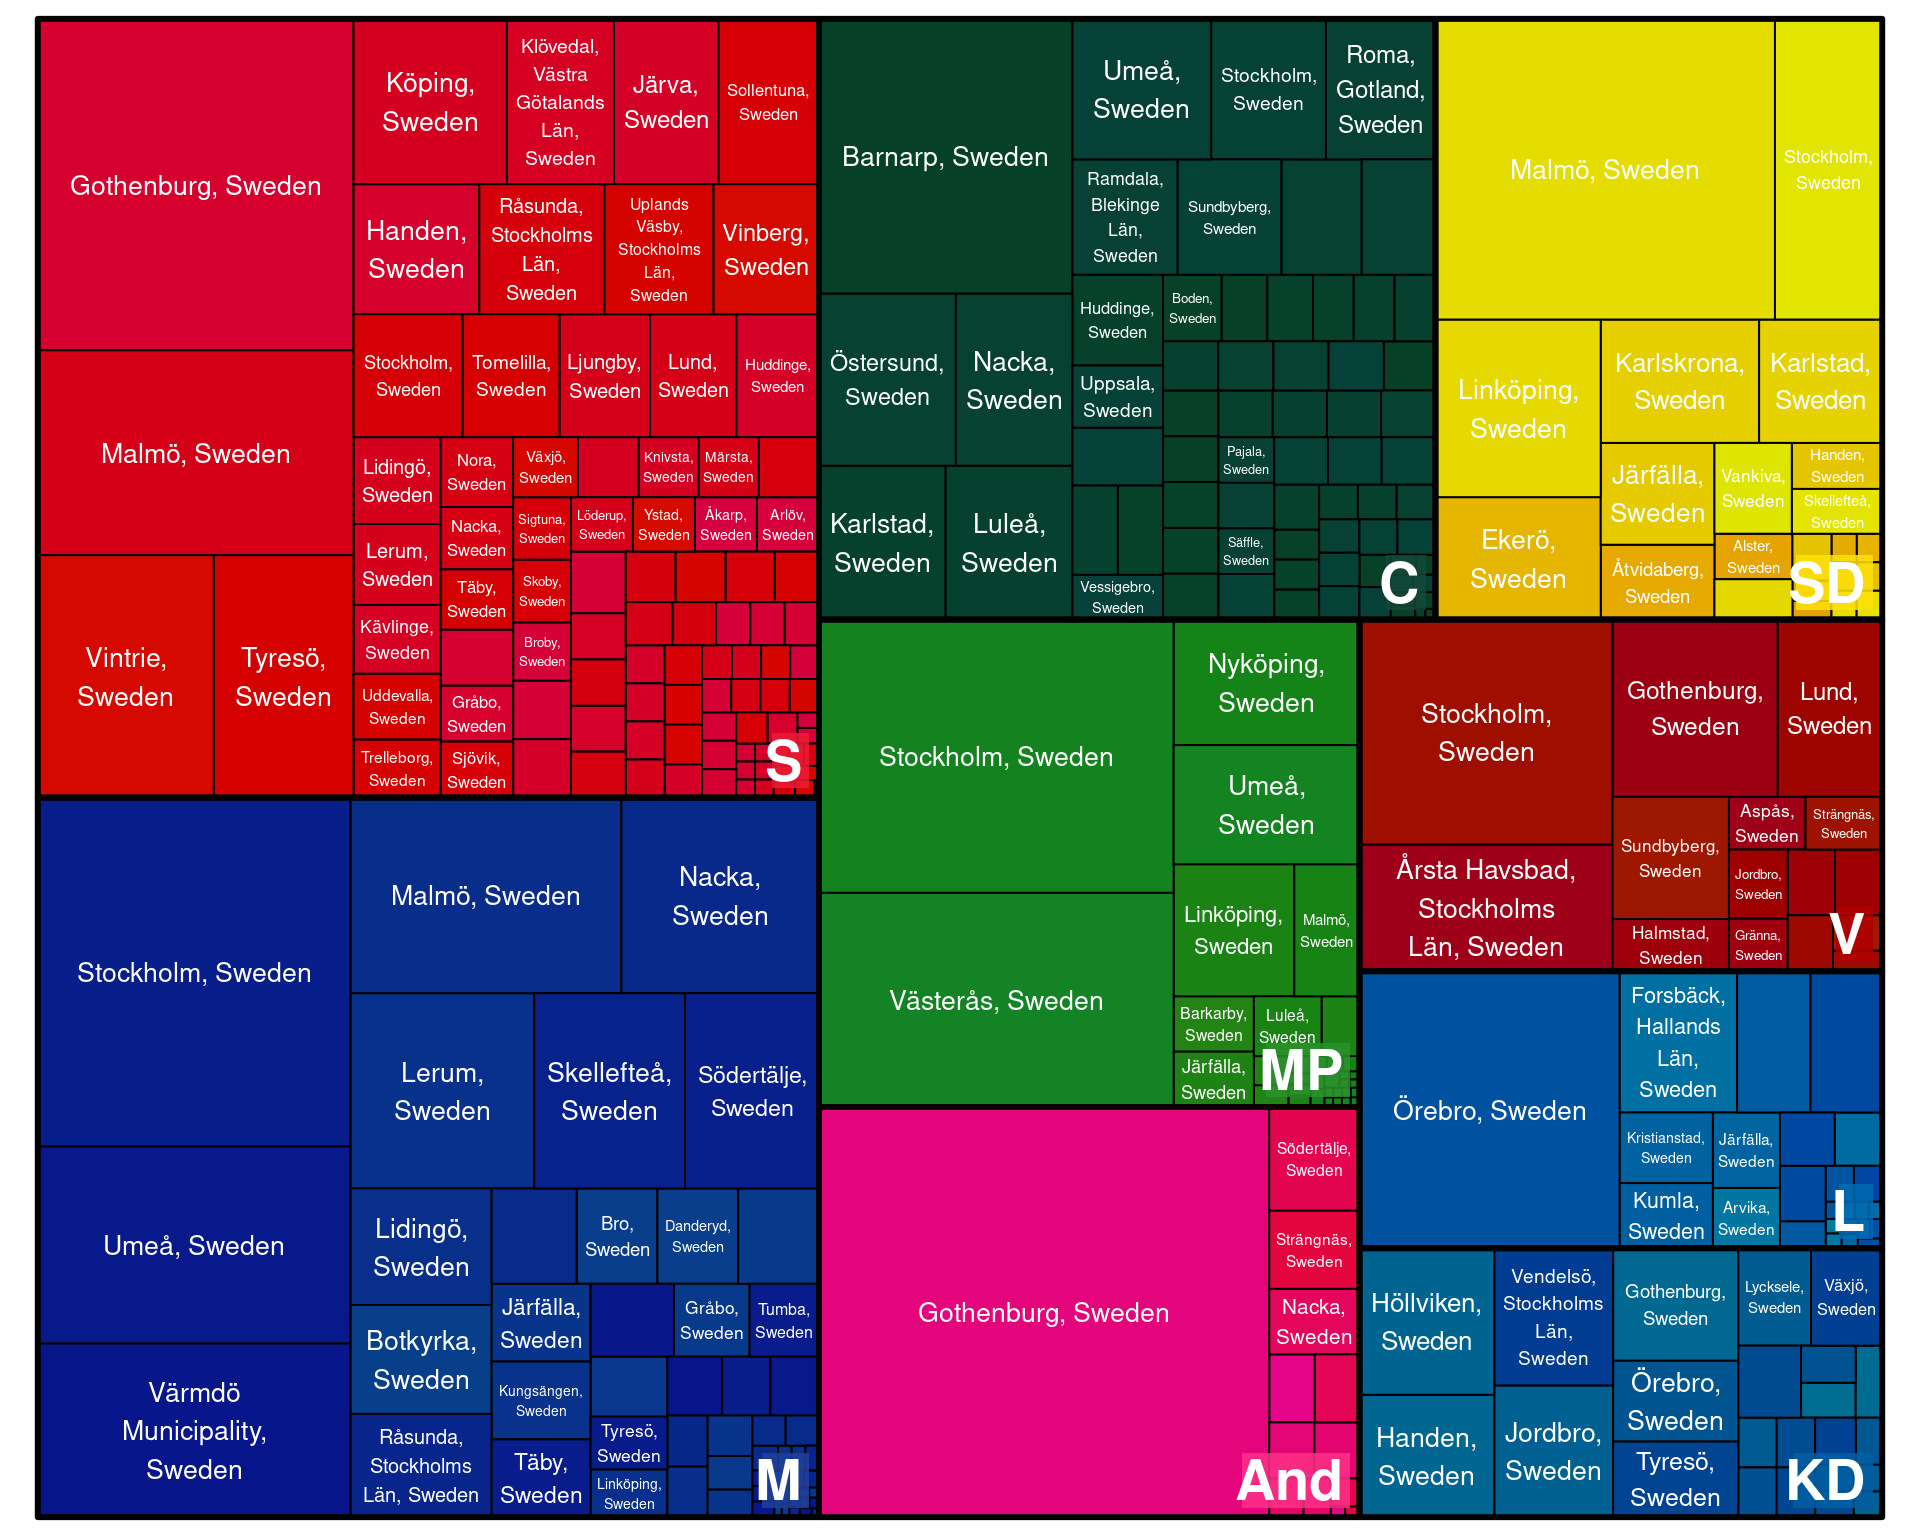 Gothenburg, Sweden
Malmö, Sweden
Vintrie,
Sweden
Tyresö,
Sweden
Köping,
Sweden
Klövedal,
Västra
Götalands
Län,
Sweden
Järva,
Sweden
Sollentuna,
Sweden
Handen,
Sweden
Råsunda,
Stockholms
Län,
Sweden
Uplands
Väsby,
Stockholms
Län,
Sweden
Vinberg,
Sweden
Stockholm,
Sweden
Tomelilla,
Sweden
Ljungby,
Sweden
Lund,
Sweden
Huddinge,
Sweden
Lidingö,
Sweden
Lerum,
Sweden
Kävlinge,
Sweden
Uddevalla,
Sweden
Trelleborg,
Sweden
Nora,
Sweden
Nacka,
Sweden
Täby,
Sweden
Gråbo,
Sweden
Sjövik,
Sweden
Växjö,
Sweden
Knivsta,
Sweden
Märsta,
Sweden
Sigtuna,
Sweden
Löderup,
Sweden
Ystad,
Sweden
Åkarp,
Sweden
Arlöv,
Sweden
Skoby,
Sweden
Broby,
Sweden
S
Barnarp, Sweden
Östersund,
Sweden
Nacka,
Sweden
Karlstad,
Sweden
Luleå,
Sweden
Umeå,
Sweden
Stockholm,
Sweden
Roma,
Gotland,
Sweden
Ramdala,
Blekinge
Län,
Sweden
Sundbyberg,
Sweden
Huddinge,
Sweden
Boden,
Sweden
Uppsala,
Sweden
Pajala,
Sweden
Säffle,
Sweden
Vessigebro,
Sweden
C
Malmö, Sweden
Stockholm,
Sweden
Linköping,
Sweden
Karlskrona,
Sweden
Karlstad,
Sweden
Ekerö,
Sweden
Järfälla,
Sweden
Vankiva,
Sweden
Handen,
Sweden
Skellefteå,
Sweden
Åtvidaberg,
Sweden
Alster,
Sweden
SD
Stockholm, Sweden
Västerås, Sweden
Nyköping,
Sweden
Umeå,
Sweden
Linköping,
Sweden
Malmö,
Sweden
Barkarby,
Sweden
Luleå,
Sweden
Järfälla,
Sweden
MP
Stockholm,
Sweden
Årsta Havsbad,
Stockholms
Län, Sweden
Gothenburg,
Sweden
Lund,
Sweden
Sundbyberg,
Sweden
Aspås,
Sweden
Strängnäs,
Sweden
Jordbro,
Sweden
Halmstad,
Sweden
Gränna,
Sweden
V
Stockholm, Sweden
Umeå, Sweden
Värmdö
Municipality,
Sweden
Malmö, Sweden
Nacka,
Sweden
Lerum,
Sweden
Skellefteå,
Sweden
Södertälje,
Sweden
Lidingö,
Sweden
Botkyrka,
Sweden
Råsunda,
Stockholms
Län, Sweden
Bro,
Sweden
Danderyd,
Sweden
Järfälla,
Sweden
Gråbo,
Sweden
Tumba,
Sweden
Kungsängen,
Sweden
Täby,
Sweden
Tyresö,
Sweden
Linköping,
Sweden
M
Gothenburg, Sweden
Södertälje,
Sweden
Strängnäs,
Sweden
Nacka,
Sweden
And
Örebro, Sweden
Forsbäck,
Hallands
Län,
Sweden
Kristianstad,
Sweden
Järfälla,
Sweden
Kumla,
Sweden
Arvika,
Sweden
L
Höllviken,
Sweden
Handen,
Sweden
Vendelsö,
Stockholms
Län,
Sweden
Jordbro,
Sweden
Gothenburg,
Sweden
Örebro,
Sweden
Tyresö,
Sweden
Lycksele,
Sweden
Växjö,
Sweden
KD